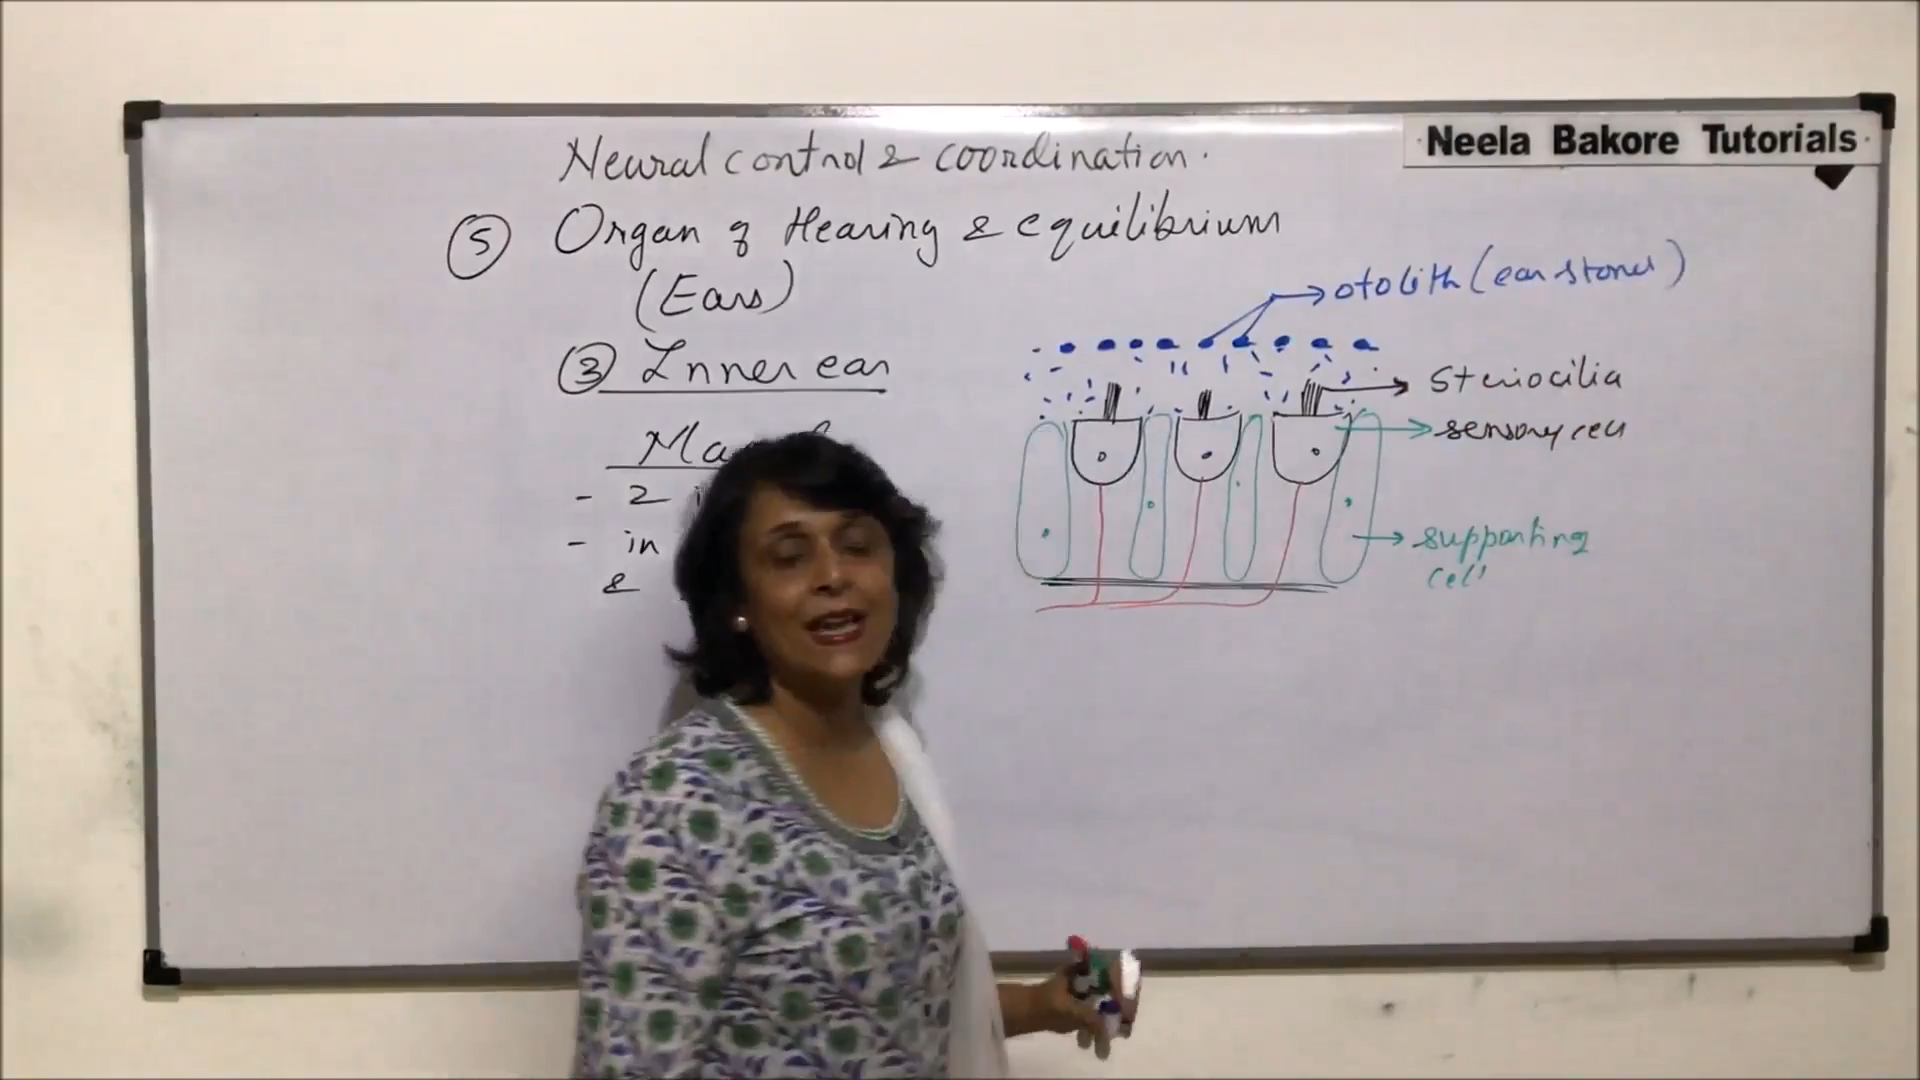 Neela Bakore Tutorials
Neural control & coordination.
5 Organ of Hearing & equilibrium
(Ears)
otolith (ear stones)
3 Inner ear
Steriocilia
sensory cell
- 2
- in
&
supporting
cell